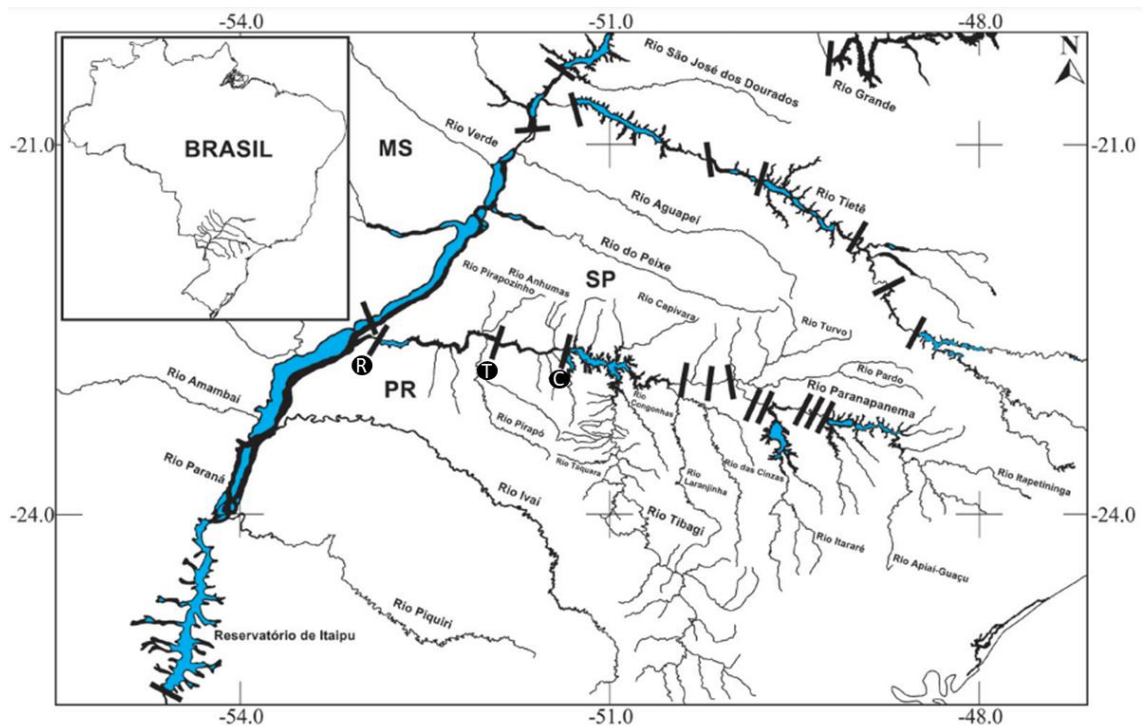 -54.0
-51.0
-48.0
N
Rio São José dos Dourados
Rio Grande
BRASIL
MS
Rio Verde
-21.0
-21.0
Rio Tietê
Rio Aguapeí
Rio do Peixe
Rio Pirapozinho
Rio Anhumas
SP
Rio Capivara
Rio Turvo
R
T
C
PR
Rio Pardo
Rio Paranapanema
Rio Amambai
Rio Congonhas
Rio Pirapó
Rio Taquara
Rio das Cinzas
Rio Laranjinha
Rio Itapetininga
Rio Paraná
Rio Ivaí
-24.0
-24.0
Rio Tibagi
Rio Itararé
Rio Apiaí-Guaçu
Rio Piquiri
Reservatório de Itaipu
-54.0
-51.0
-48.0